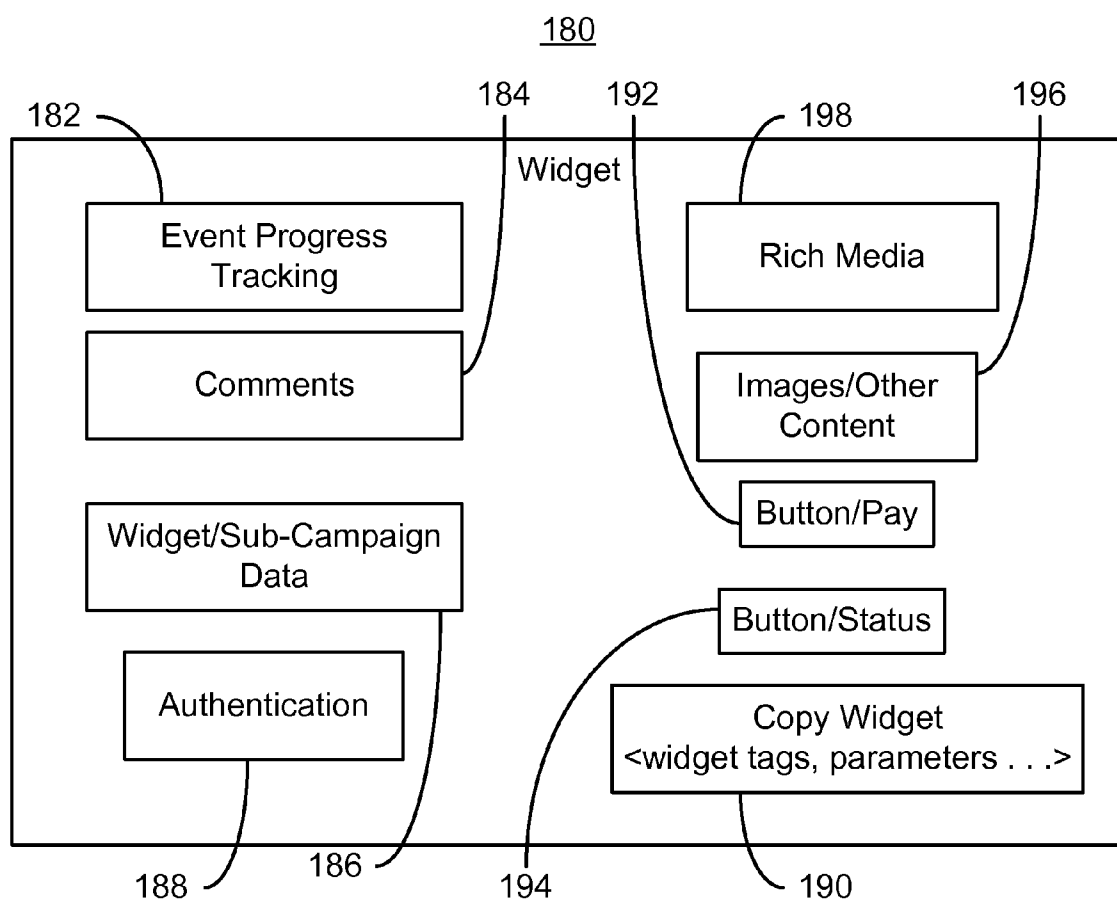 180
184
192
196
182
198
Widget
Event Progress
Tracking
Rich Media
Comments
Images/Other
Content
Button/Pay
Widget/Sub-Campaign
Data
Button/Status
Authentication
Copy Widget
<widget tags, parameters . . .>
188
186
194
190